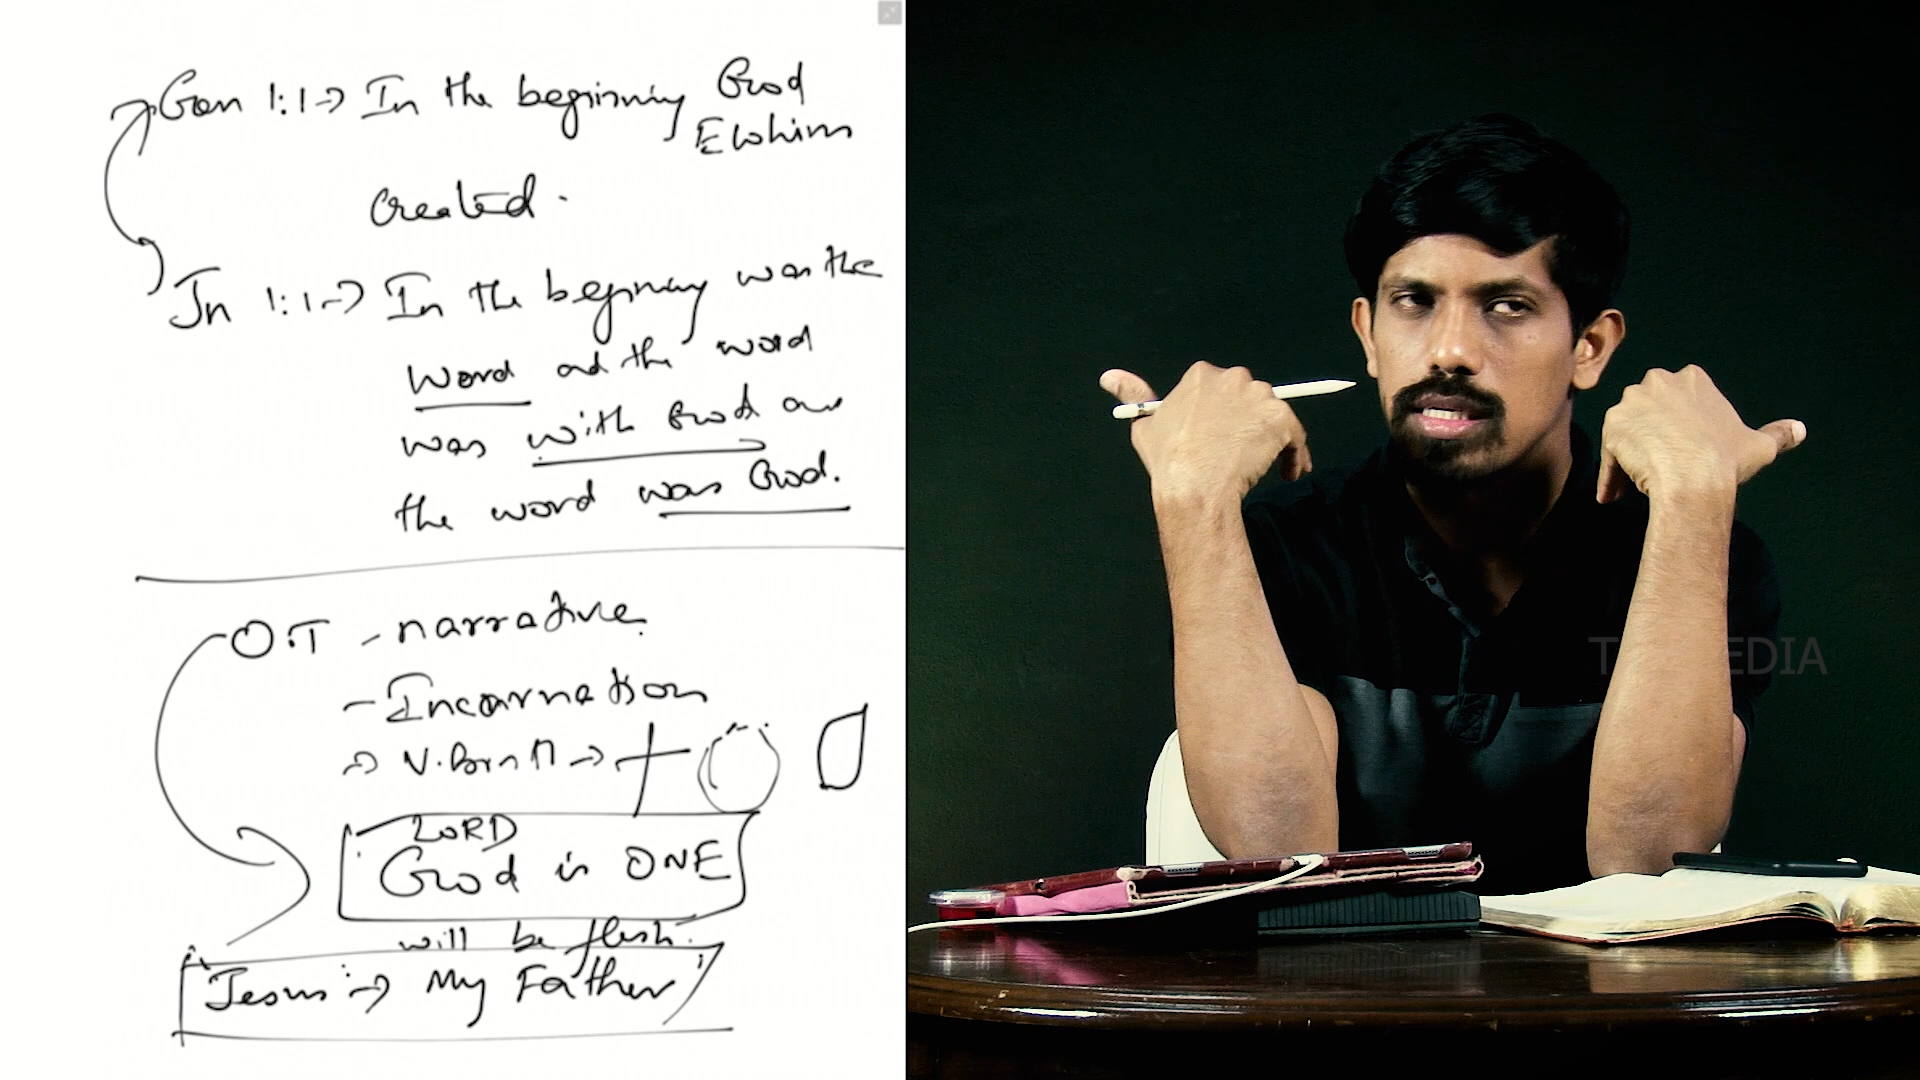 Gen 1:1 → In the beginning God
Elohim
created.
Jn 1:1 → In the beginning was the
Word and the word
was with God and
the word was God.
O.T - narrative.
- Incarnation
→ V. Born →
LORD
God is ONE
will be flesh.
Jesus :→ My Father
EDIA